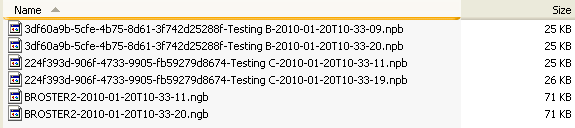 Name Size
3df60a9b-5cfe-4b75-8d61-3f742d25288f-Testing B-2010-01-20T10-33-09.npb 25 KB
3df60a9b-5cfe-4b75-8d61-3f742d25288f-Testing B-2010-01-20T10-33-20.npb 25 KB
224f393d-906f-4733-9905-fb59279d8674-Testing C-2010-01-20T10-33-11.npb 25 KB
224f393d-906f-4733-9905-fb59279d8674-Testing C-2010-01-20T10-33-19.npb 26 KB
BROSTER2-2010-01-20T10-33-11.ngb 71 KB
BROSTER2-2010-01-20T10-33-20.ngb 71 KB